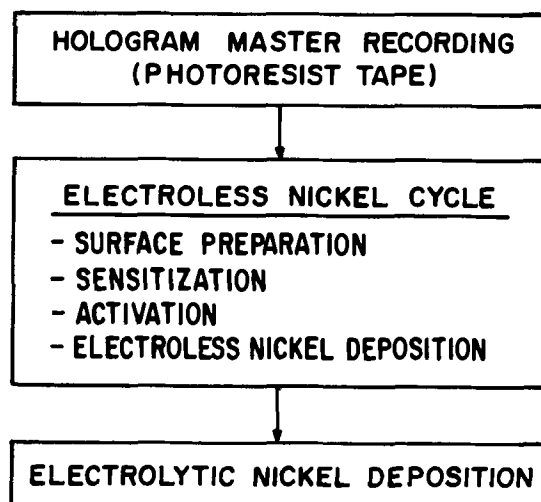 HOLOGRAM MASTER RECORDING
(PHOTORESIST TAPE)
ELECTROLESS NICKEL CYCLE
- SURFACE PREPARATION
- SENSITIZATION
- ACTIVATION
- ELECTROLESS NICKEL DEPOSITION
ELECTROLYTIC NICKEL DEPOSITION